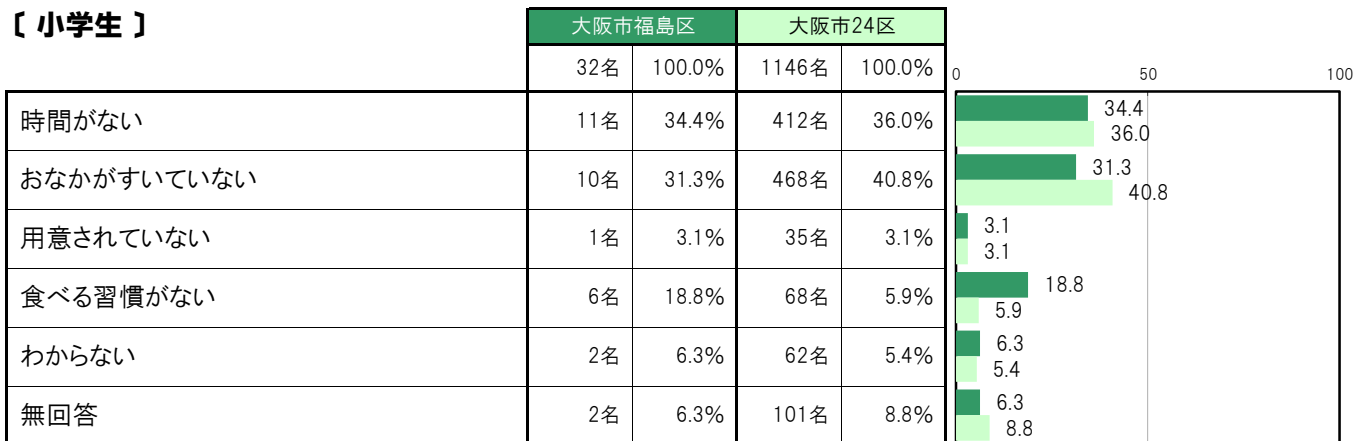 〔 小学生 〕
大阪市福島区 大阪市24区
32名 100.0% 1146名 100.0%
0 50 100
時間がない 11名 34.4% 412名 36.0% 34.4
36.0
おなかがすいていない 10名 31.3% 468名 40.8% 31.3
40.8
用意されていない 1名 3.1% 35名 3.1% 3.1
3.1
食べる習慣がない 6名 18.8% 68名 5.9% 18.8
5.9
わからない 2名 6.3% 62名 5.4% 6.3
5.4
無回答 2名 6.3% 101名 8.8% 6.3
8.8